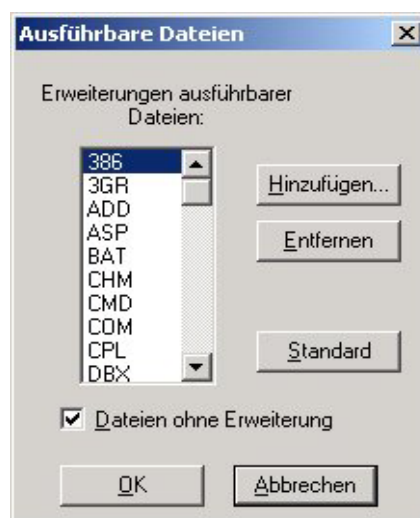 Ausführbare Dateien
Erweiterungen ausführbarer
Dateien:
386
3GR
ADD
ASP
BAT
CHM
CMD
COM
CPL
DBX
Hinzufügen...
Entfernen
Standard
Dateien ohne Erweiterung
OK
Abbrechen